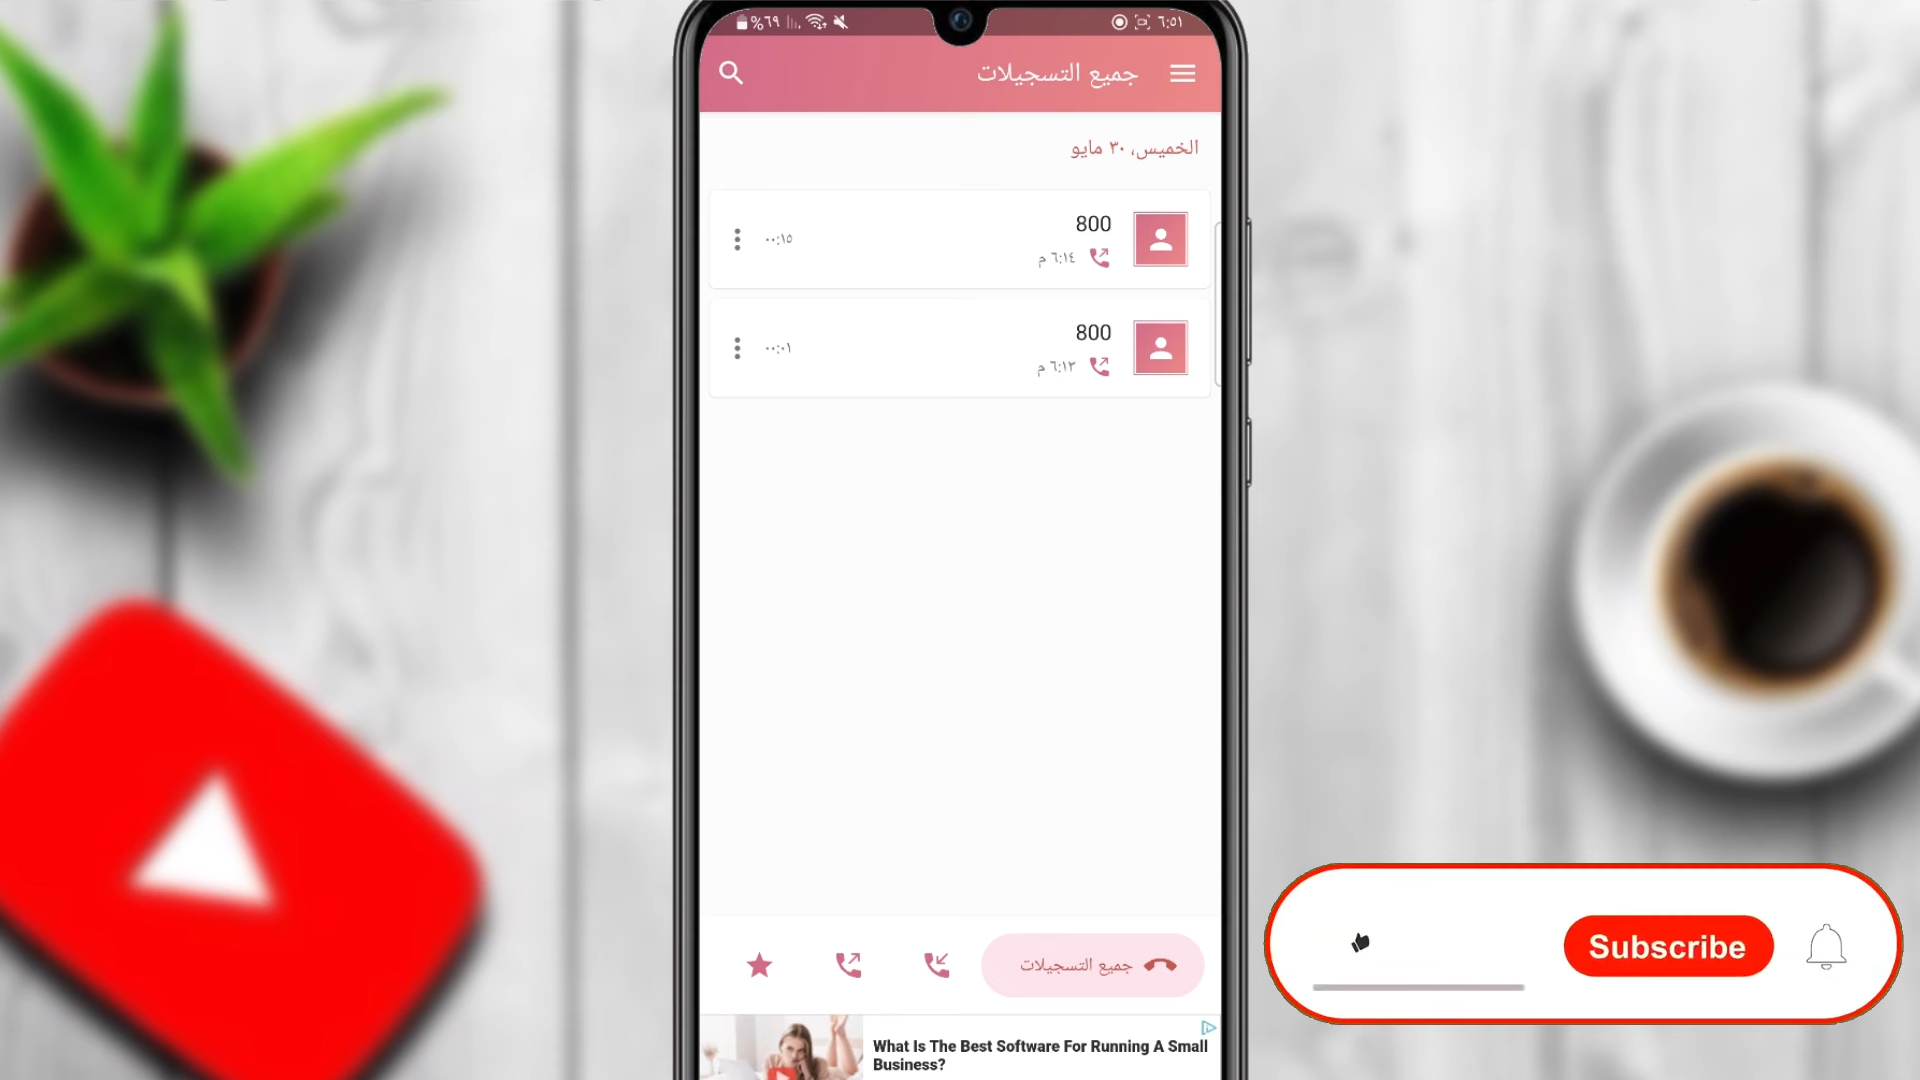 ٦:٥١
%٦٩
جميع التسجيلات
الخميس، ٣٠ مايو
800
٦:١٤ م
٠٠:١٥
800
٦:١٣ م
٠٠:٠١
جميع التسجيلات
What Is The Best Software For Running A Small
Business?
Subscribe